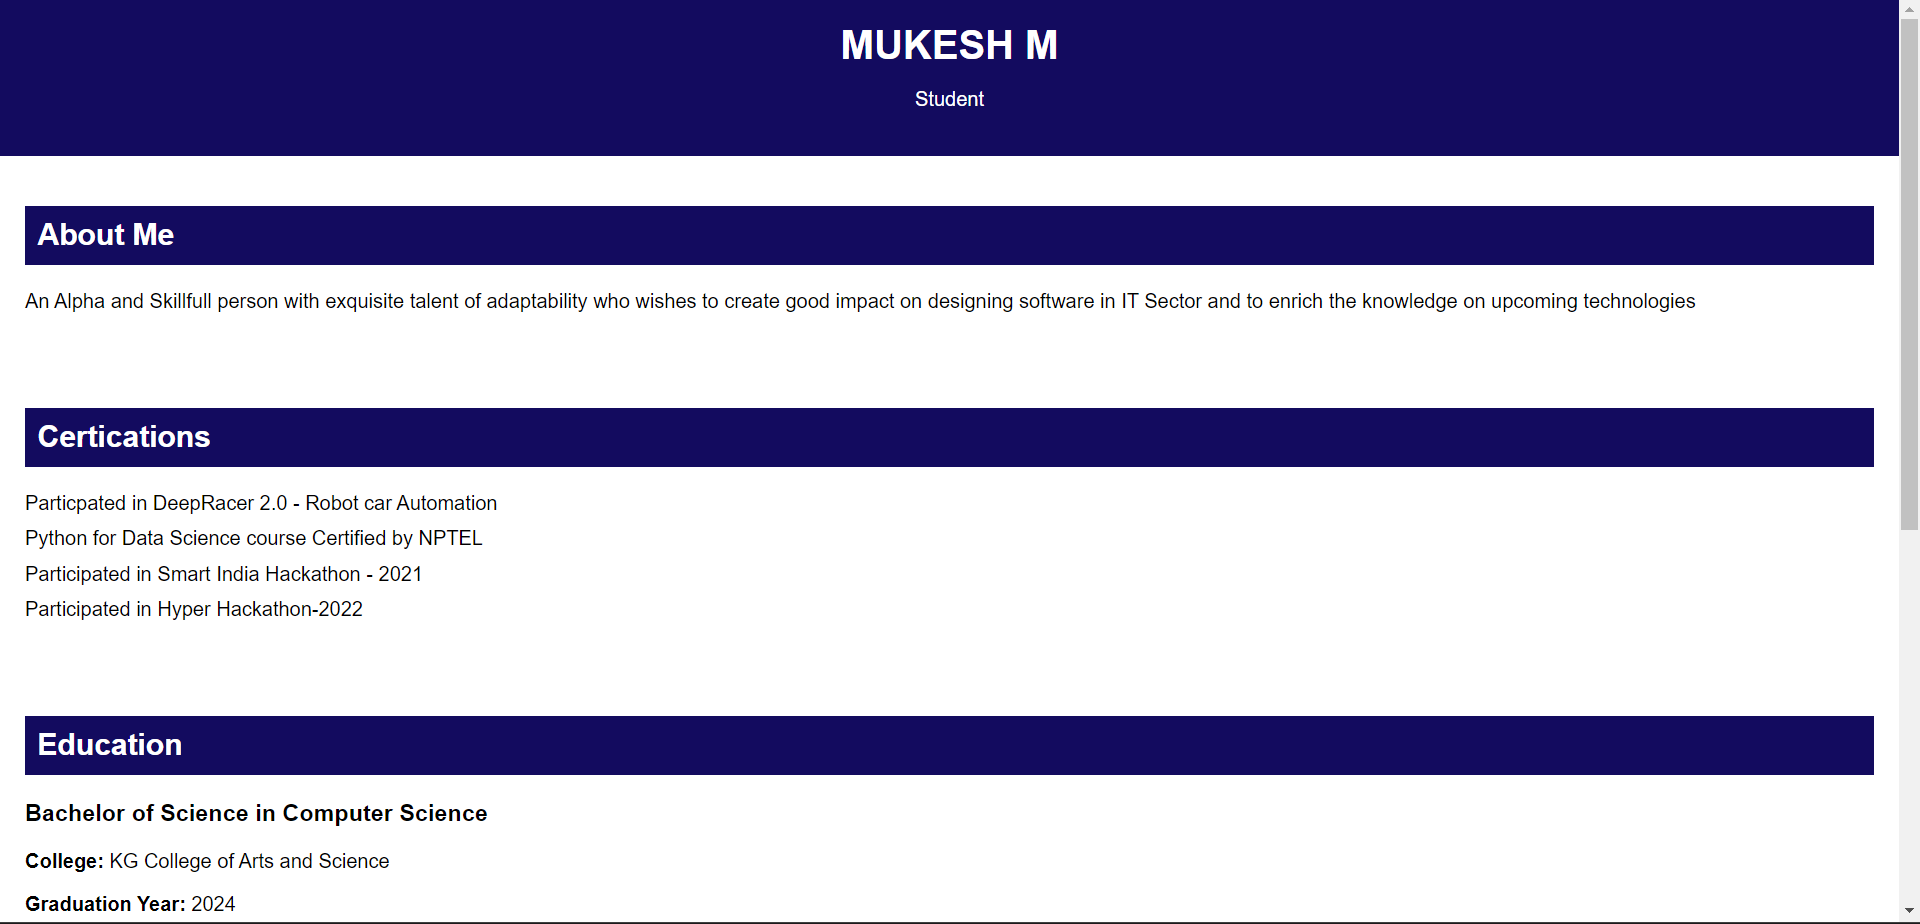 MUKESH M
Student
About Me
An Alpha and Skillfull person with exquisite talent of adaptability who wishes to create good impact on designing software in IT Sector and to enrich the knowledge on upcoming technologies
Certications
Particpated in DeepRacer 2.0 - Robot car Automation
Python for Data Science course Certified by NPTEL
Participated in Smart India Hackathon - 2021
Participated in Hyper Hackathon-2022
Education
Bachelor of Science in Computer Science
College: KG College of Arts and Science
Graduation Year: 2024